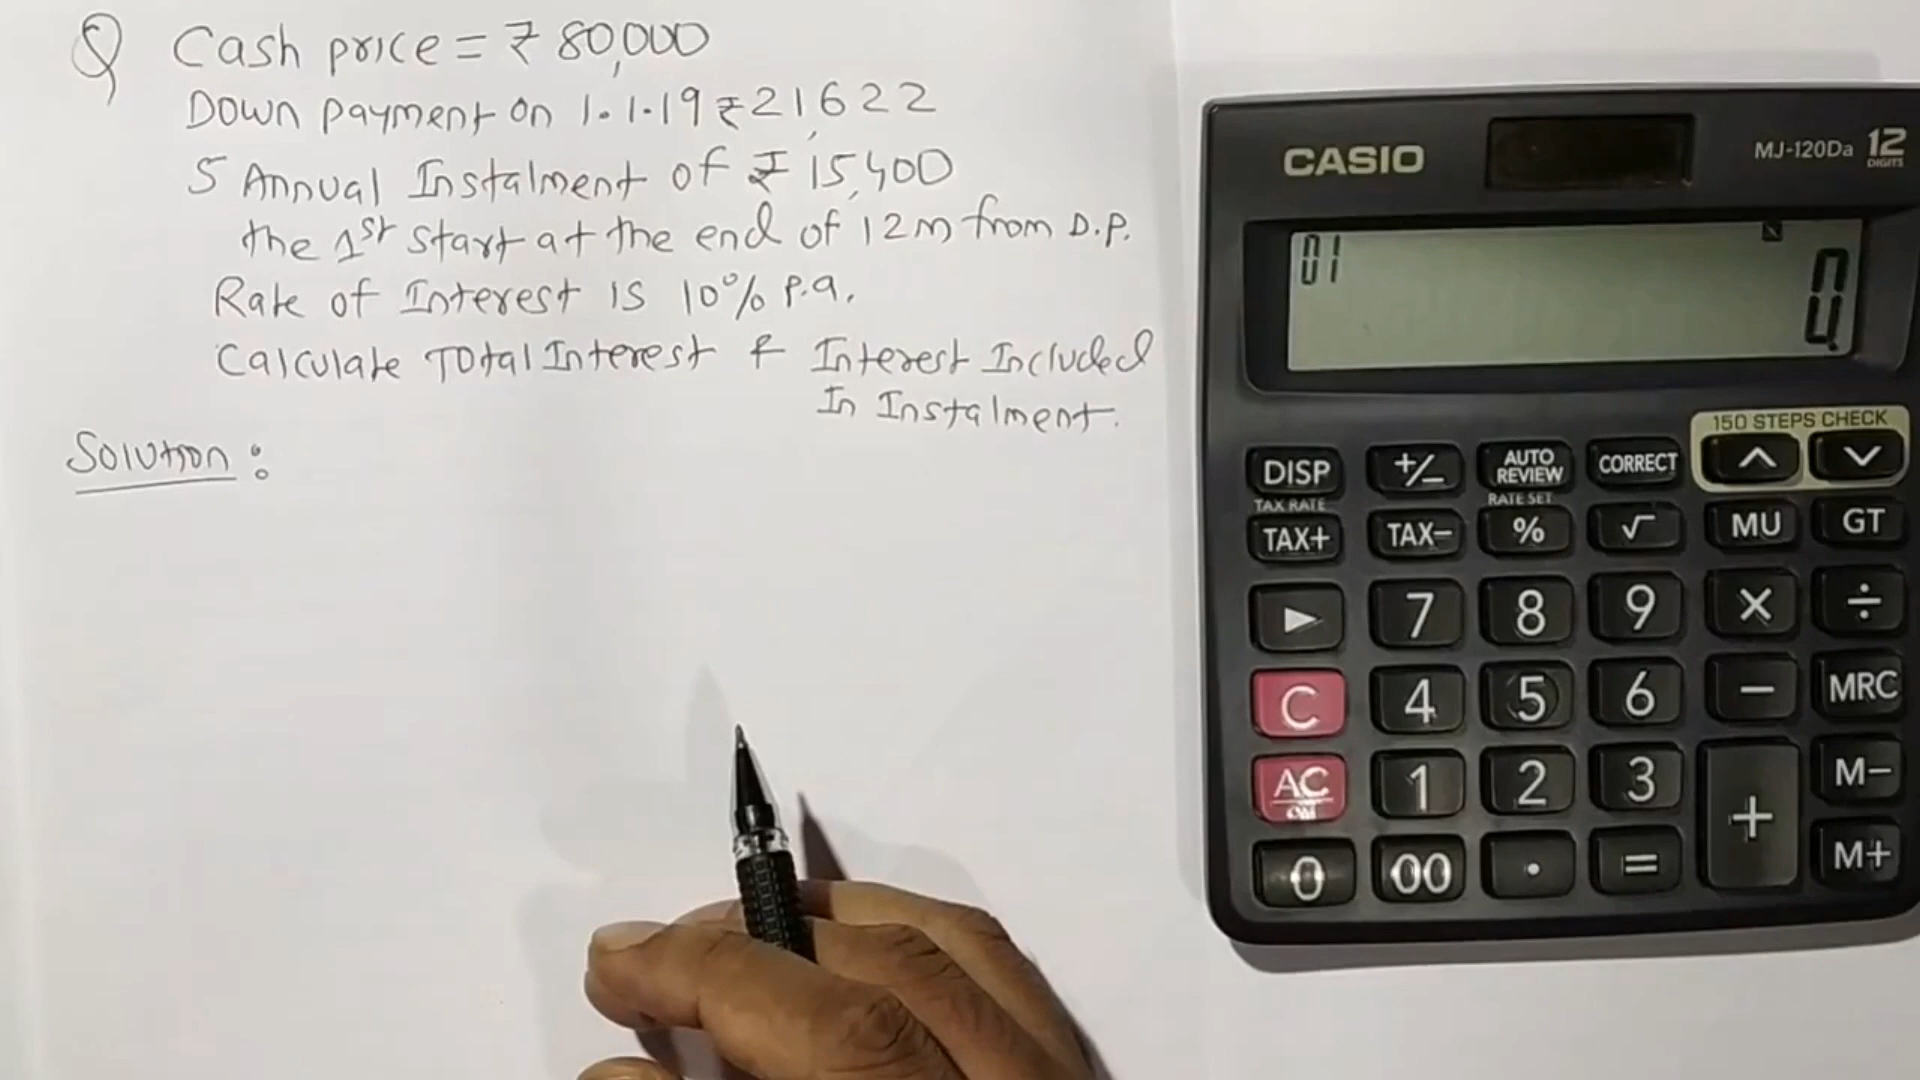 Q Cash price = ₹ 80,000
Down payment on 1.1.19 ₹ 21,622
5 Annual Instalment of ₹ 15,400
the 1st start at the end of 12m from D.P.
Rate of Interest is 10% p.a.
Calculate Total Interest & Interest Included
In Instalment.
Solution :
CASIO MJ-120Da 12
DIGITS
01
0
150 STEPS CHECK
DISP +/− AUTO REVIEW CORRECT
TAX RATE RATE SET
TAX+ TAX− % √ MU GT
7 8 9 × ÷
C 4 5 6 − MRC
AC 1 2 3 + M−
ON
0 00 . = M+